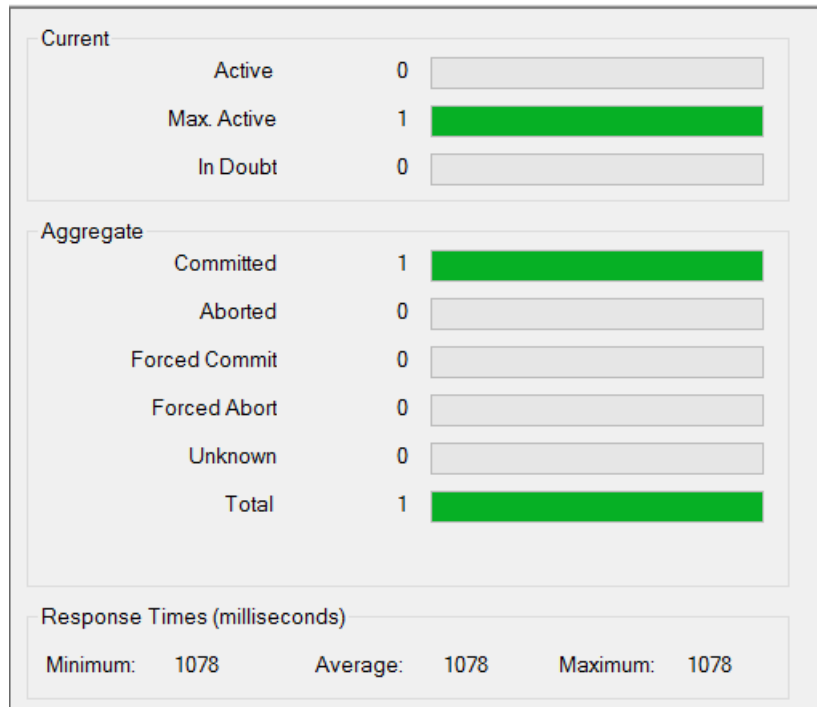 Current
Active 0
Max. Active 1
In Doubt 0
Aggregate
Committed 1
Aborted 0
Forced Commit 0
Forced Abort 0
Unknown 0
Total 1
Response Times (milliseconds)
Minimum: 1078 Average: 1078 Maximum: 1078